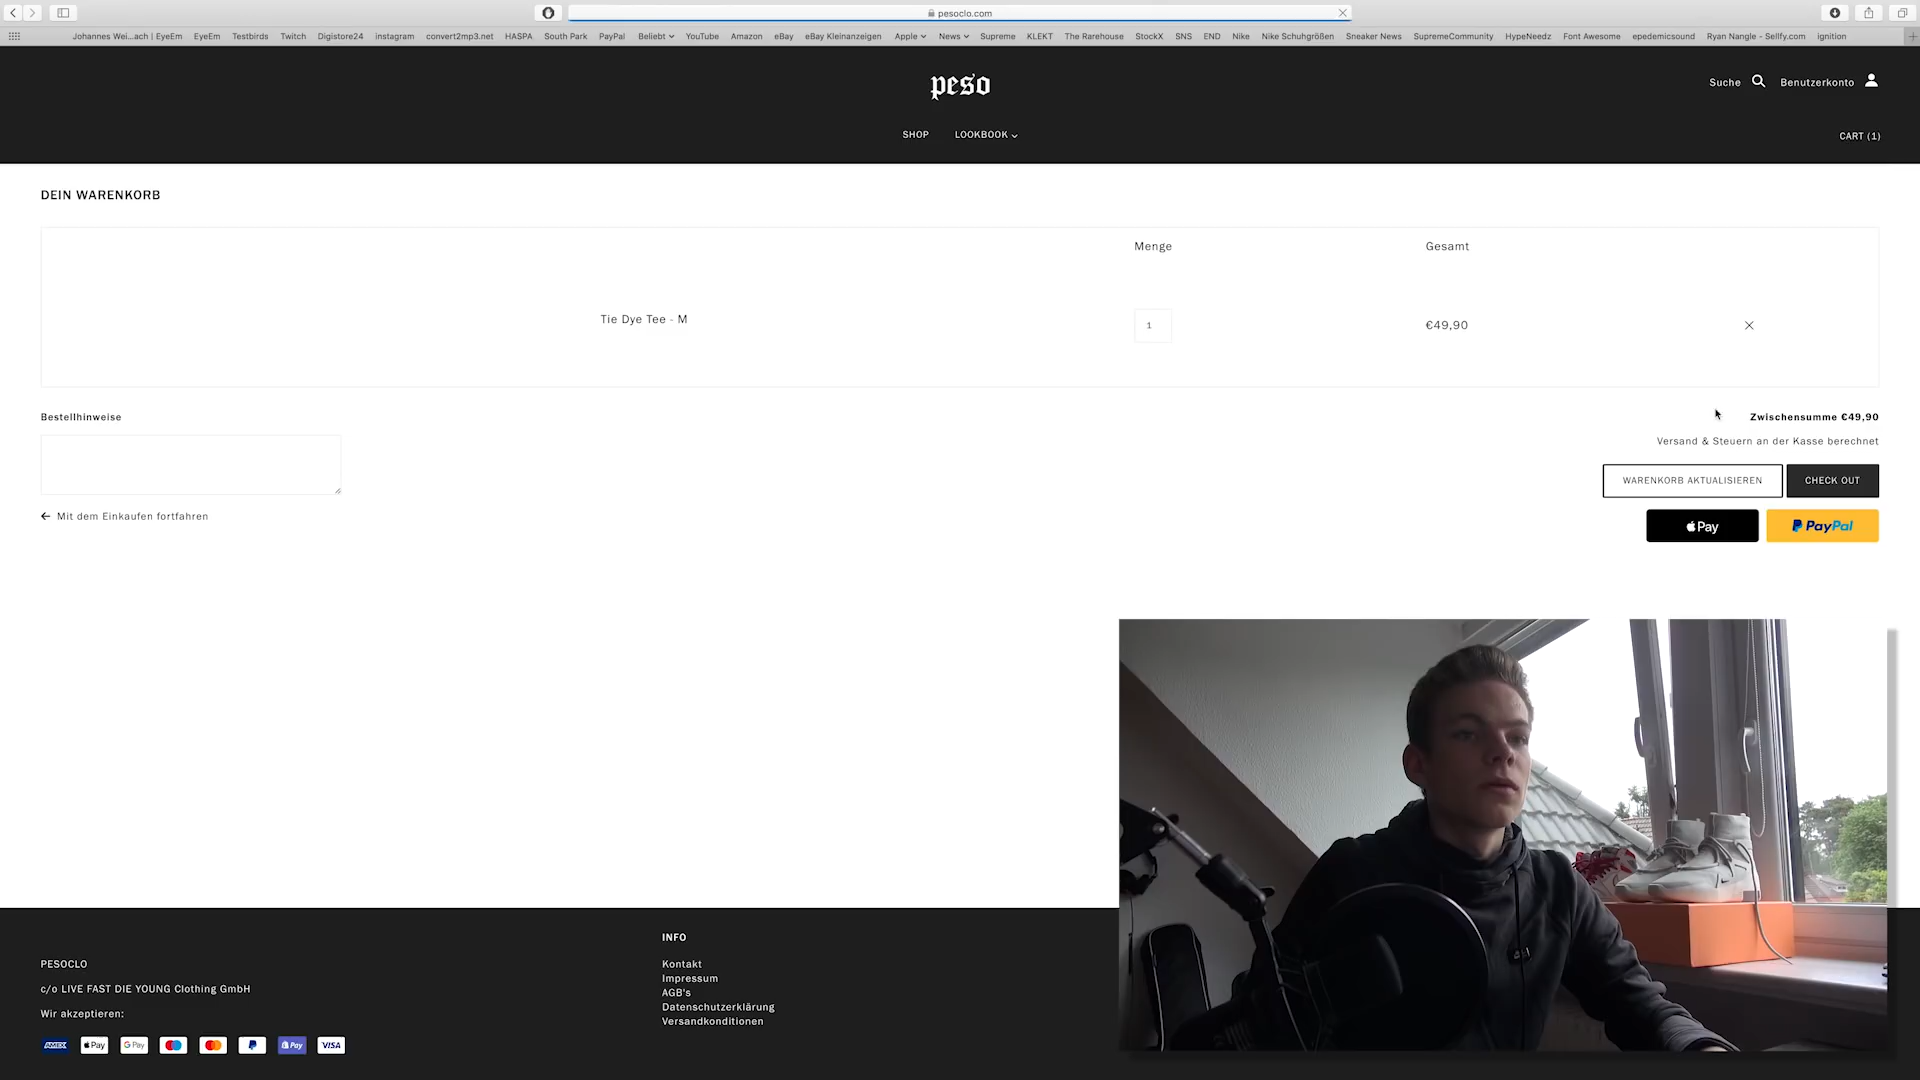 pesoclo.com
Johannes Wei...ach | EyeEm EyeEm Testbirds Twitch Digistore24 instagram convert2mp3.net HASPA South Park PayPal Beliebt YouTube Amazon eBay eBay Kleinanzeigen Apple News Supreme KLEKT The Rarehouse StockX SNS END Nike Nike Schuhgrößen Sneaker News SupremeCommunity HypeNeedz Font Awesome epedemicsound Ryan Nangle - Sellfy.com ignition
peso
Suche Benutzerkonto
SHOP LOOKBOOK
CART (1)
DEIN WARENKORB
Menge Gesamt
Tie Dye Tee - M 1 €49,90
Bestellhinweise
Zwischensumme €49,90
Versand & Steuern an der Kasse berechnet
WARENKORB AKTUALISIEREN CHECK OUT
Mit dem Einkaufen fortfahren
Pay PayPal
INFO
PESOCLO
c/o LIVE FAST DIE YOUNG Clothing GmbH
Wir akzeptieren:
Kontakt
Impressum
AGB's
Datenschutzerklärung
Versandkonditionen
AMEX Pay G Pay Pay VISA